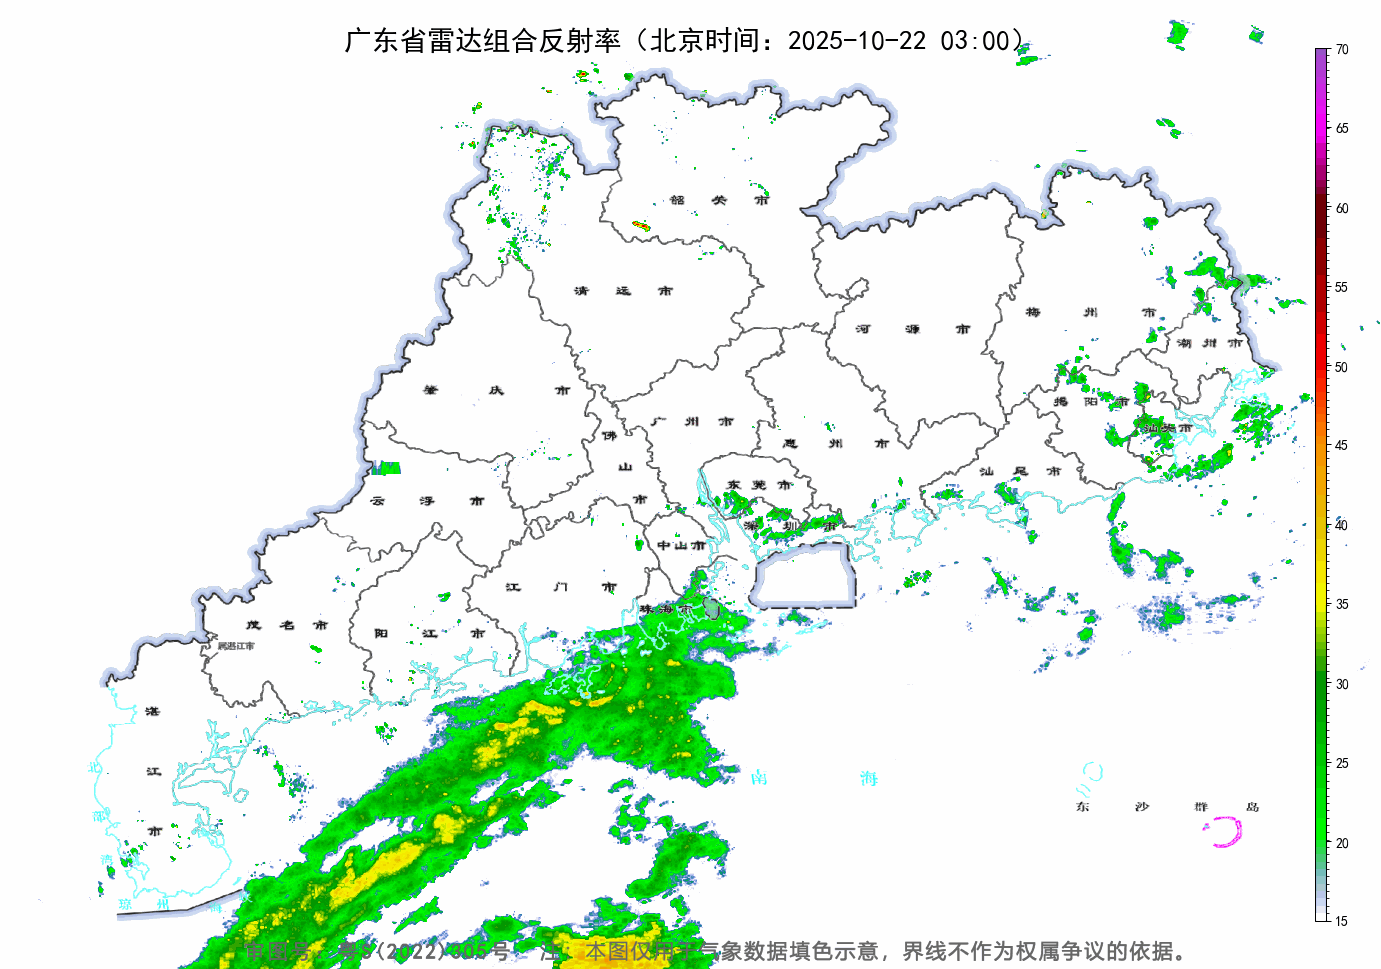 广东省雷达组合反射率（北京时间：2025-10-22 03:00）
70
65
60
55
50
45
40
35
30
25
20
15
韶关市
清远市
河源市
梅州市
潮州市
肇庆市
广州市
佛山市
惠州市
揭阳市
汕头市
汕尾市
云浮市
东莞市
深圳市
中山市
江门市
珠海市
茂名市
属湛江市
阳江市
湛江市
北部湾
琼州海
南海
东沙群岛
审图号：粤S(2022)005号 注：本图仅用于气象数据填色示意，界线不作为权属争议的依据。